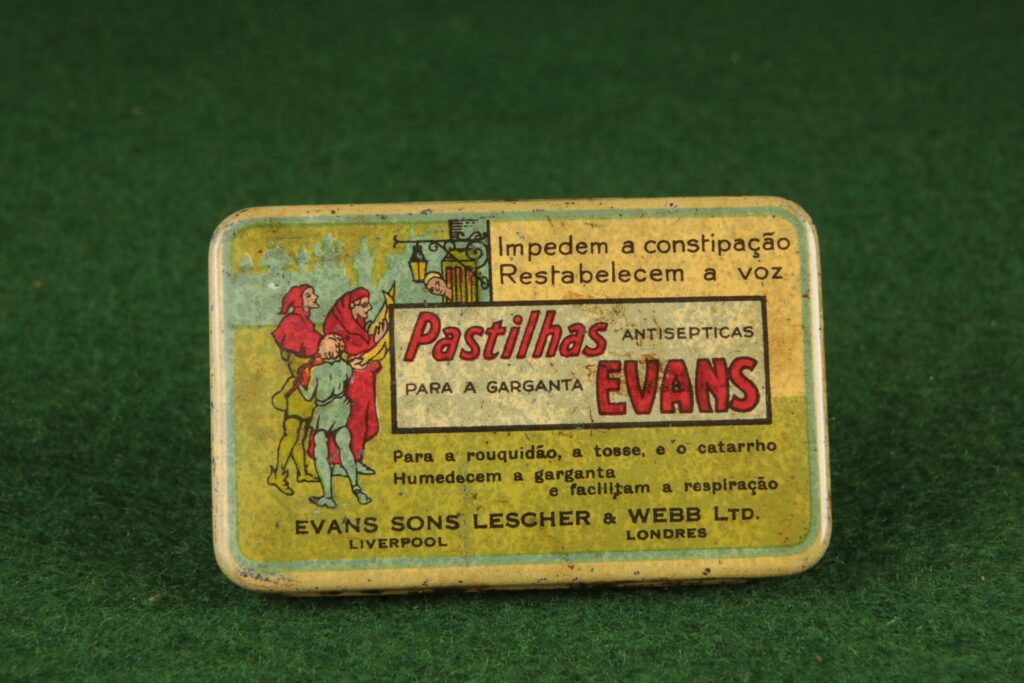 Impedem a constipação
Restabelecem a voz
Pastilhas ANTISEPTICAS
PARA A GARGANTA EVANS
Para a rouquidão, a tosse, e o catarrho
Humedecem a garganta
e facilitam a respiração
EVANS SONS LESCHER & WEBB LTD.
LIVERPOOL LONDRES